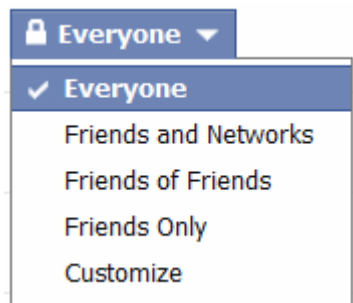 Everyone
Everyone
Friends and Networks
Friends of Friends
Friends Only
Customize